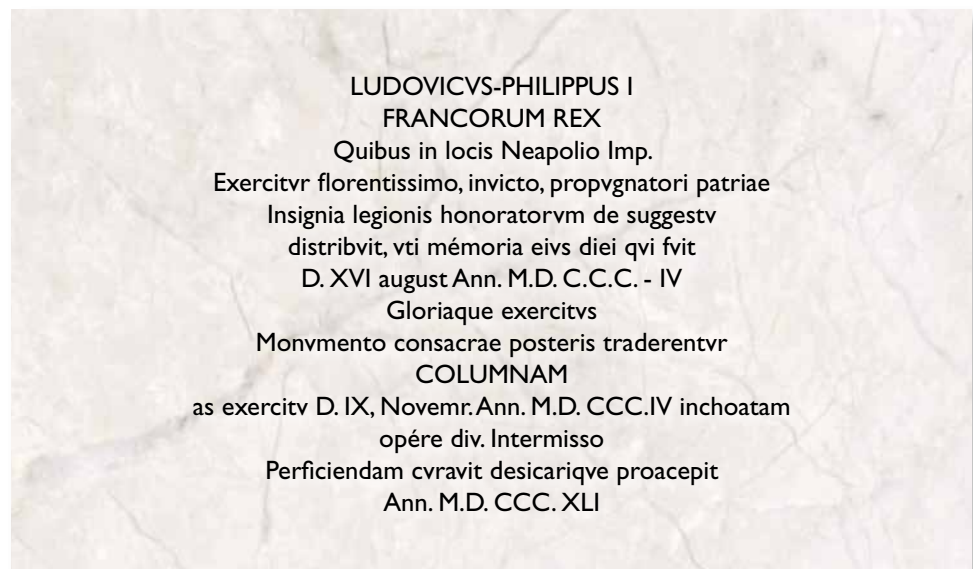 LUDOVICVS-PHILIPPUS I
FRANCORUM REX
Quibus in locis Neapolio Imp.
Exercitvr florentissimo, invicto, propvgnatori patriae
Insignia legionis honoratorvm de suggestv
distribvit, vti mémoria eivs diei qvi fvit
D. XVI august Ann. M.D. C.C.C. - IV
Gloriaque exercitvs
Monvmento consacrae posteris traderentvr
COLUMNAM
as exercitv D. IX, Novemr. Ann. M.D. CCC.IV inchoatam
opére div. Intermisso
Perficiendam cvravit desicariqve proacepit
Ann. M.D. CCC. XLI